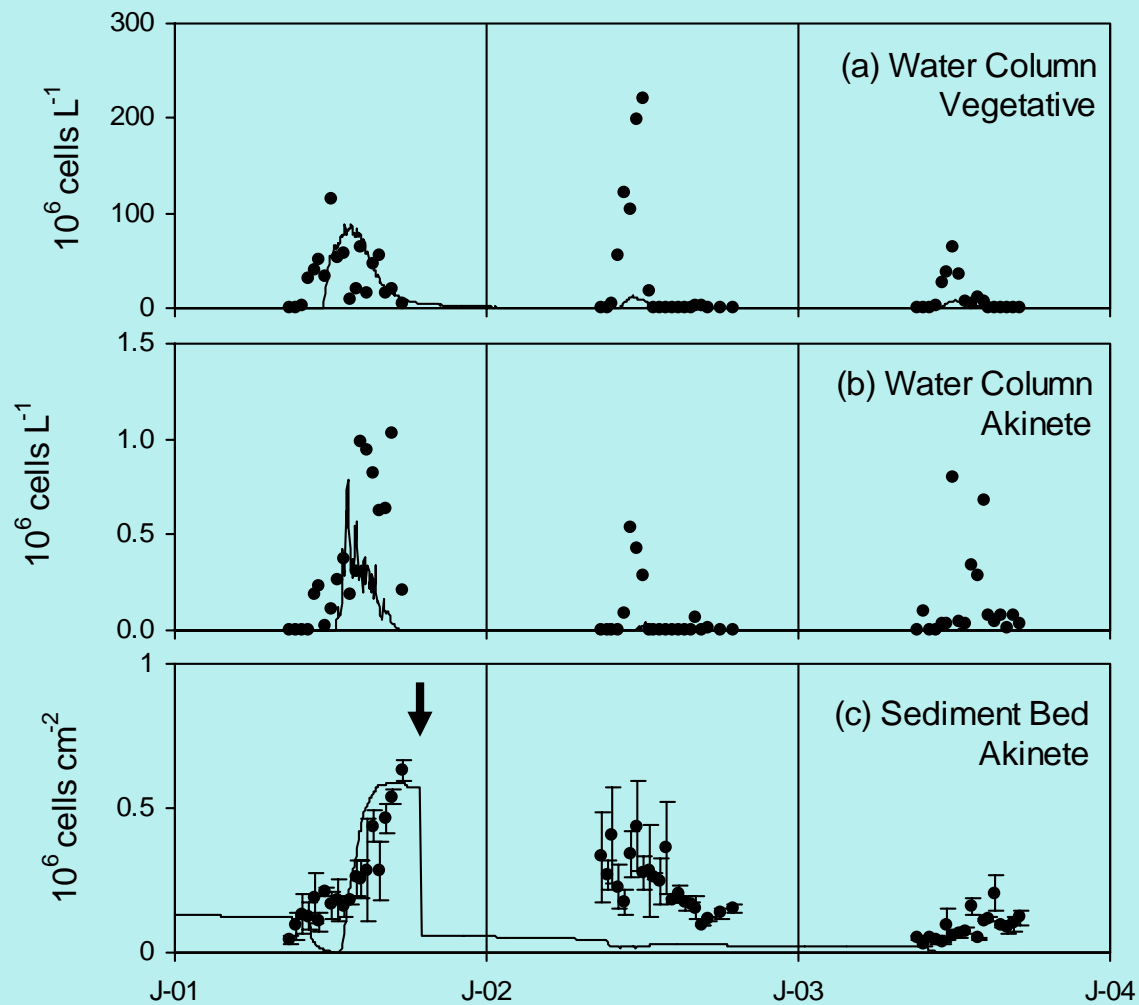 300
200
100
0
10⁶ cells L⁻¹
(a) Water Column
Vegetative
1.5
1.0
0.5
0.0
10⁶ cells L⁻¹
(b) Water Column
Akinete
1
0.5
0
10⁶ cells cm⁻²
(c) Sediment Bed
Akinete
J-01
J-02
J-03
J-04